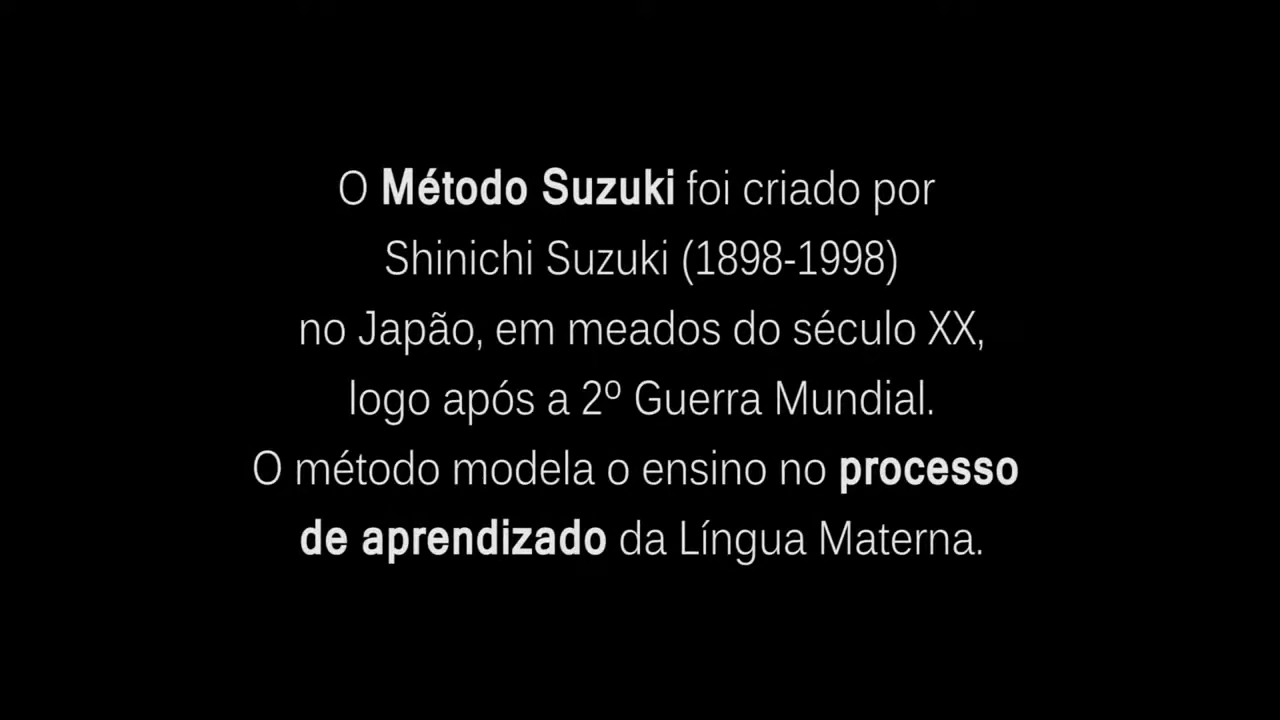 O Método Suzuki foi criado por
Shinichi Suzuki (1898-1998)
no Japão, em meados do século XX,
logo após a 2º Guerra Mundial.
O método modela o ensino no processo
de aprendizado da Língua Materna.